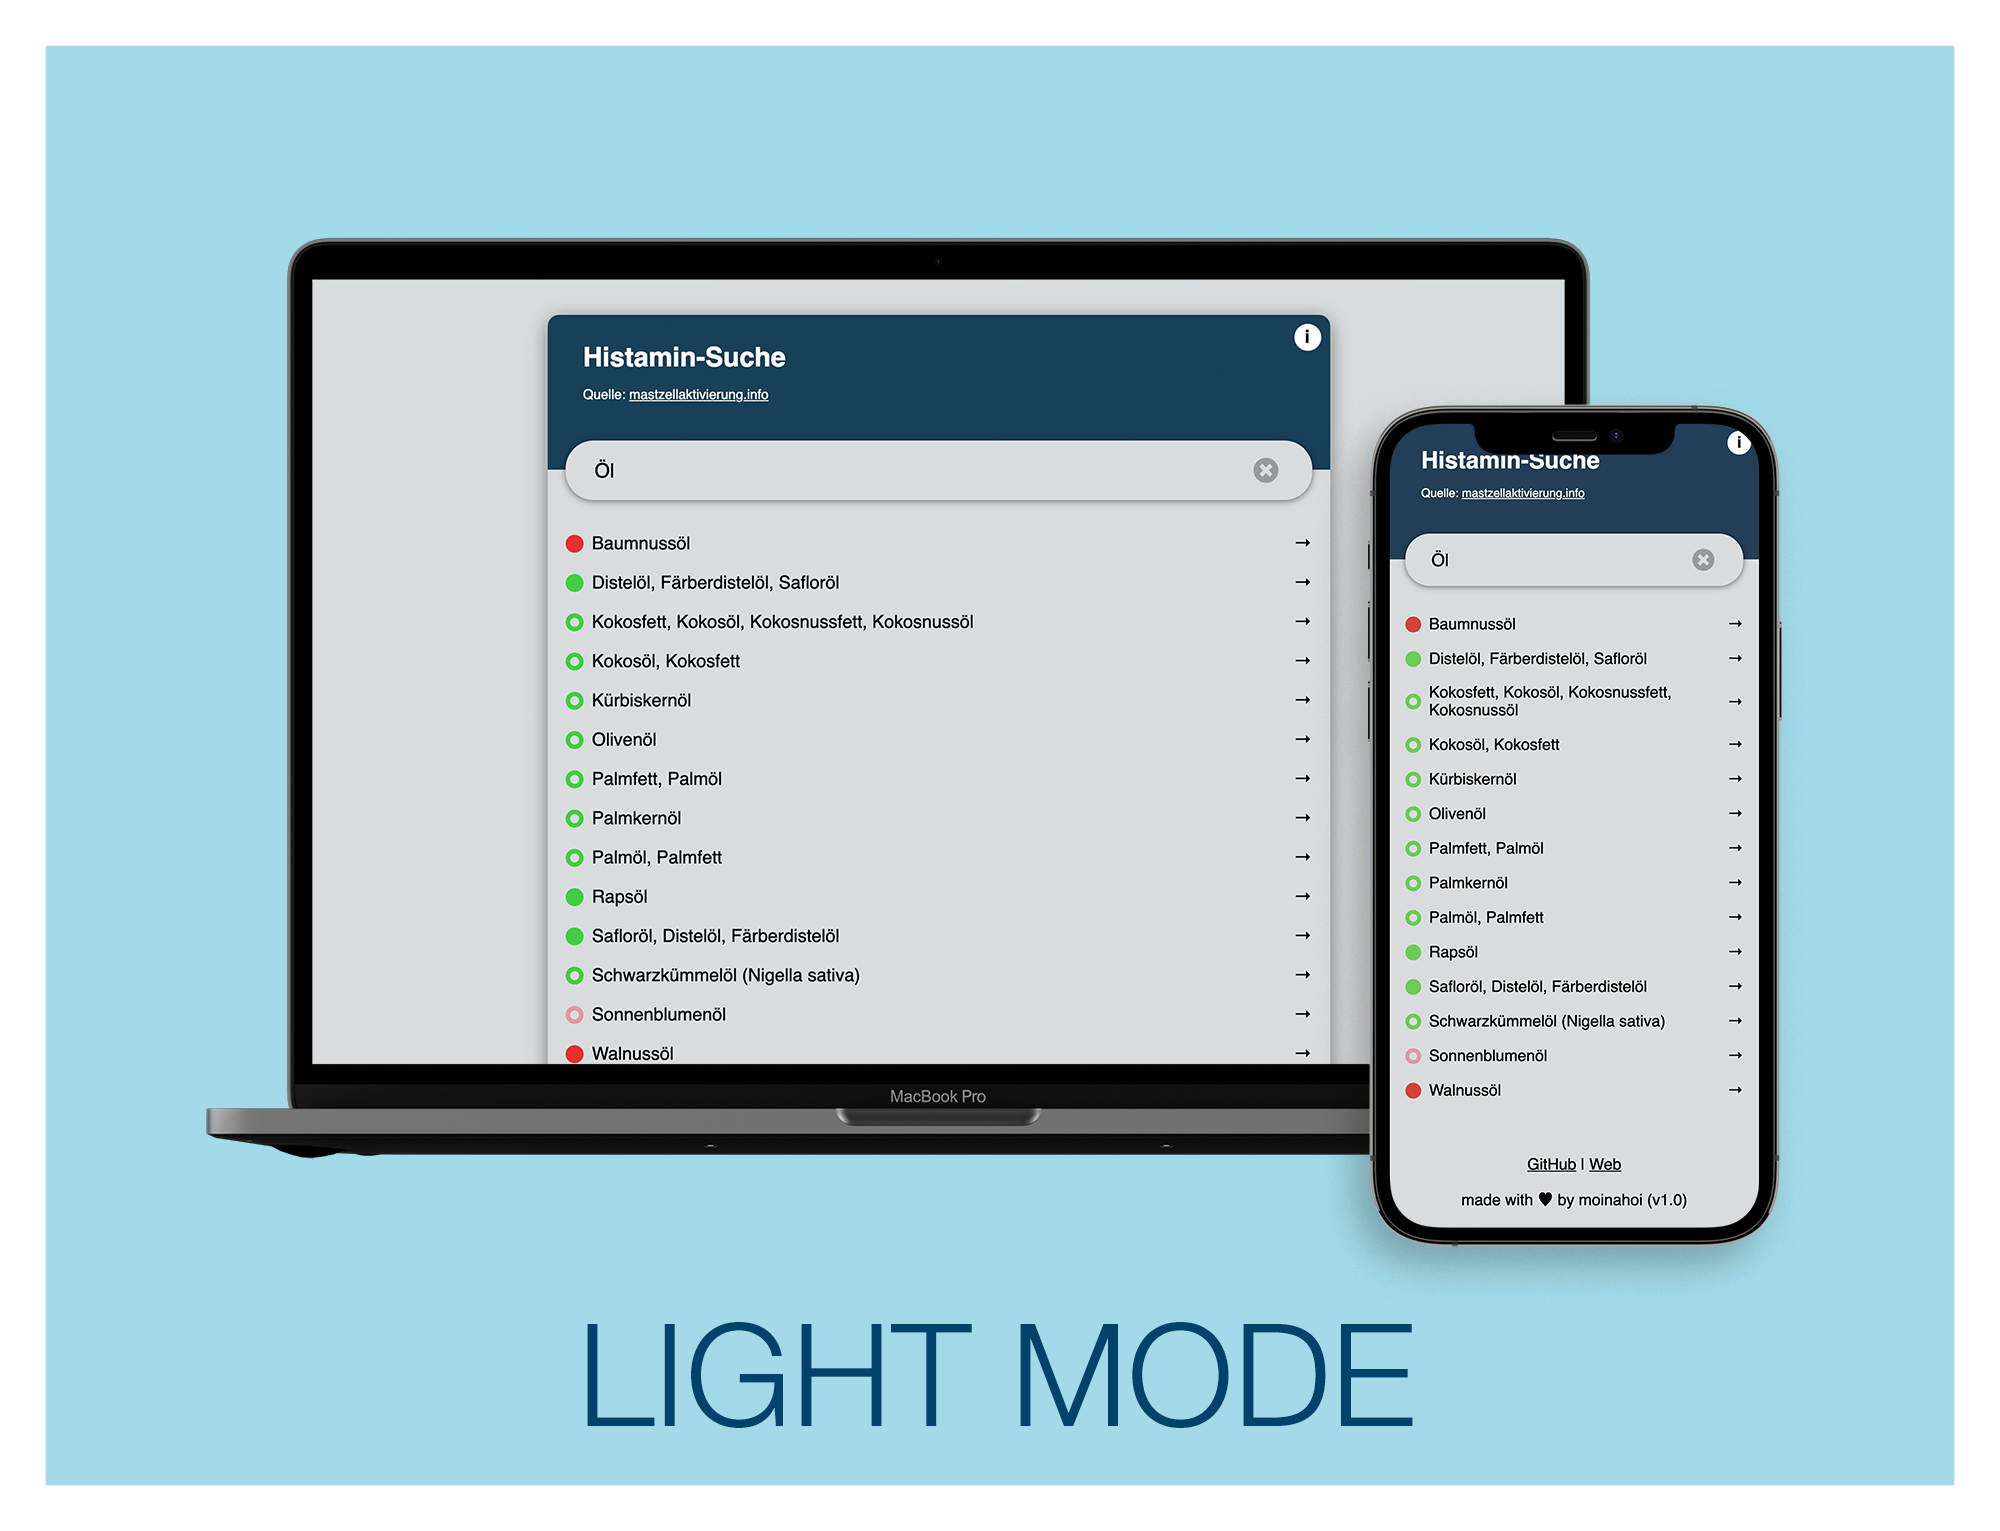 Histamin-Suche
i
Quelle: mastzellaktivierung.info
Öl
Baumnussöl →
Distelöl, Färberdistelöl, Safloröl →
Kokosfett, Kokosöl, Kokosnussfett, Kokosnussöl →
Kokosöl, Kokosfett →
Kürbiskernöl →
Olivenöl →
Palmfett, Palmöl →
Palmkernöl →
Palmöl, Palmfett →
Rapsöl →
Safloröl, Distelöl, Färberdistelöl →
Schwarzkümmelöl (Nigella sativa) →
Sonnenblumenöl →
Walnussöl →
MacBook Pro
i
Histamin-Suche
Quelle: mastzellaktivierung.info
Öl
Baumnussöl →
Distelöl, Färberdistelöl, Safloröl →
Kokosfett, Kokosöl, Kokosnussfett,
Kokosnussöl →
Kokosöl, Kokosfett →
Kürbiskernöl →
Olivenöl →
Palmfett, Palmöl →
Palmkernöl →
Palmöl, Palmfett →
Rapsöl →
Safloröl, Distelöl, Färberdistelöl →
Schwarzkümmelöl (Nigella sativa) →
Sonnenblumenöl →
Walnussöl →
GitHub | Web
made with ♥ by moinahoi (v1.0)
LIGHT MODE